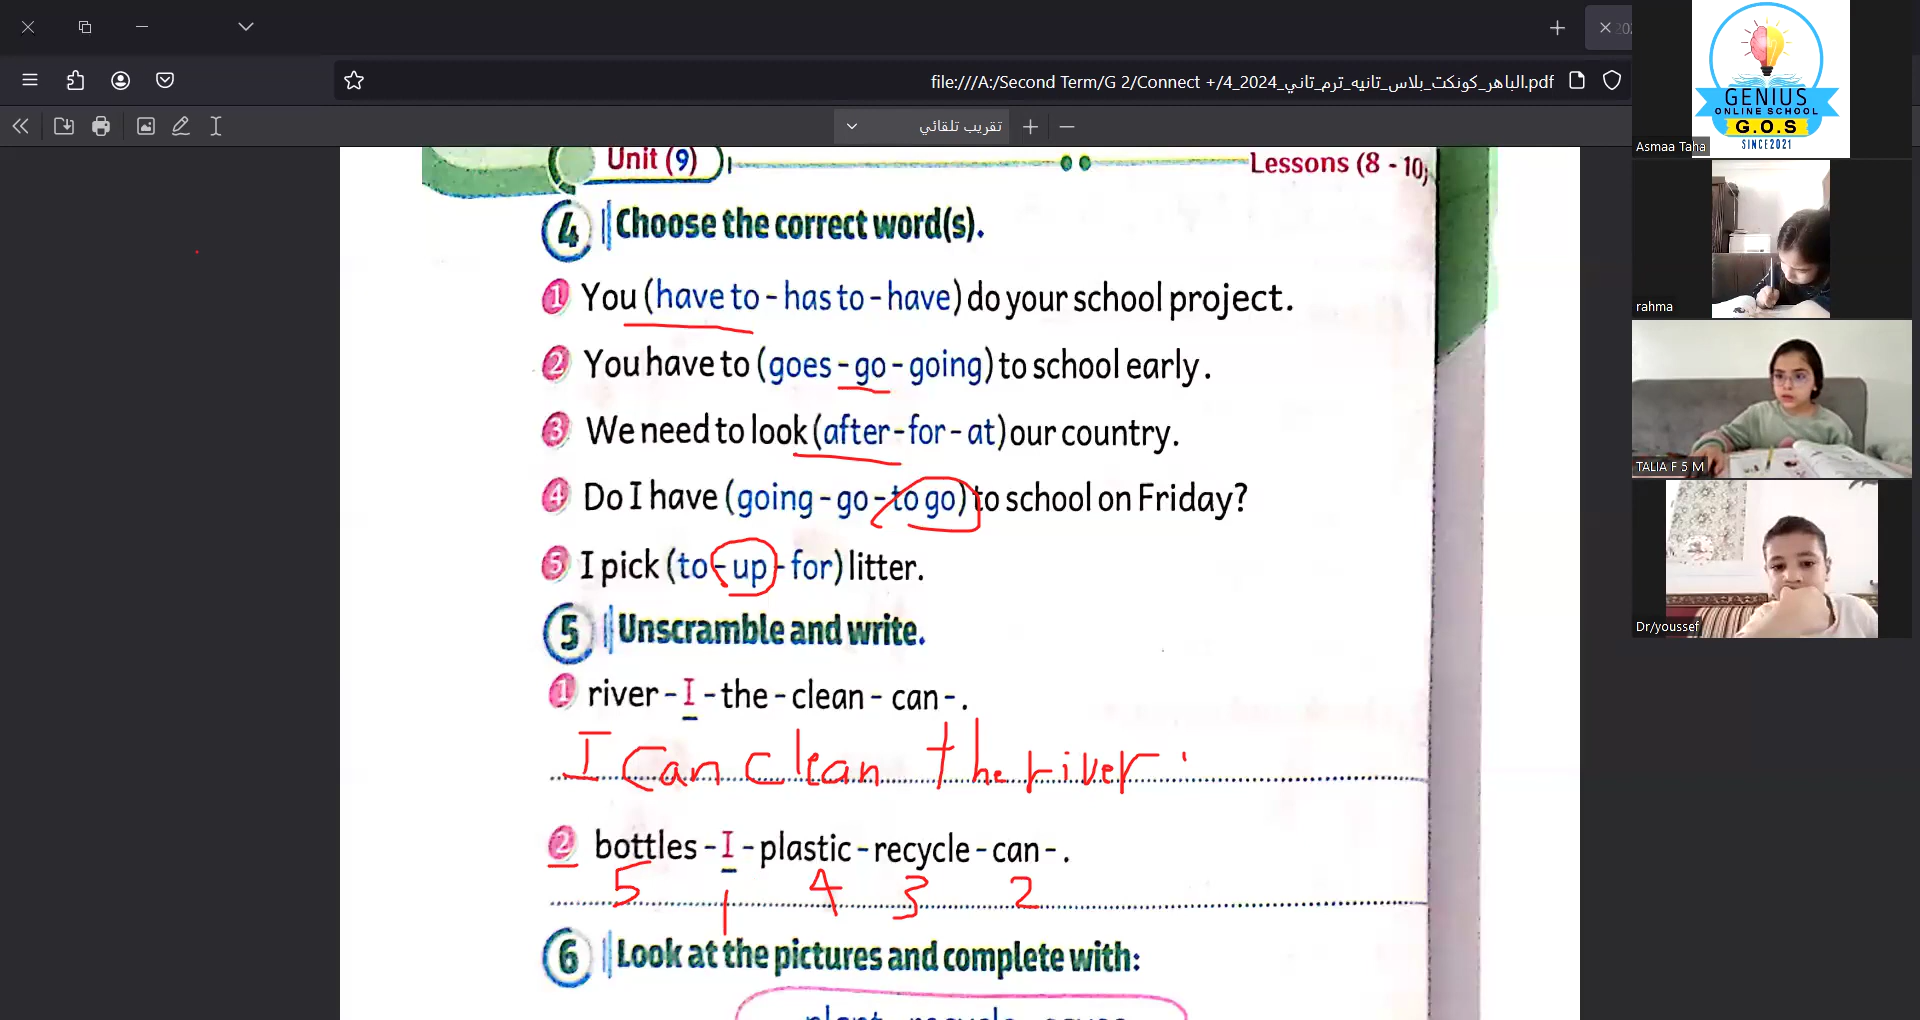 file:///A:/Second Term/G 2/Connect +/4_2024_الباهر_كونكت_بلاس_تانيه_ترم_تاني.pdf
تقريب تلقائي
Unit (9)
Lessons (8 - 10)
4 Choose the correct word(s).
1 You (have to - has to - have) do your school project.
2 You have to (goes - go - going) to school early.
3 We need to look (after - for - at) our country.
4 Do I have (going - go - to go) to school on Friday?
5 I pick (to - up - for) litter.
5 Unscramble and write.
1 river - I - the - clean - can - .
I can clean the river .
2 bottles - I - plastic - recycle - can - .
5 1 4 3 2
6 Look at the pictures and complete with:
plant recycle
GENIUS
ONLINE SCHOOL
G.O.S
SINCE2021
Asmaa Taha
rahma
TALIA F 5 M
Dr/youssef